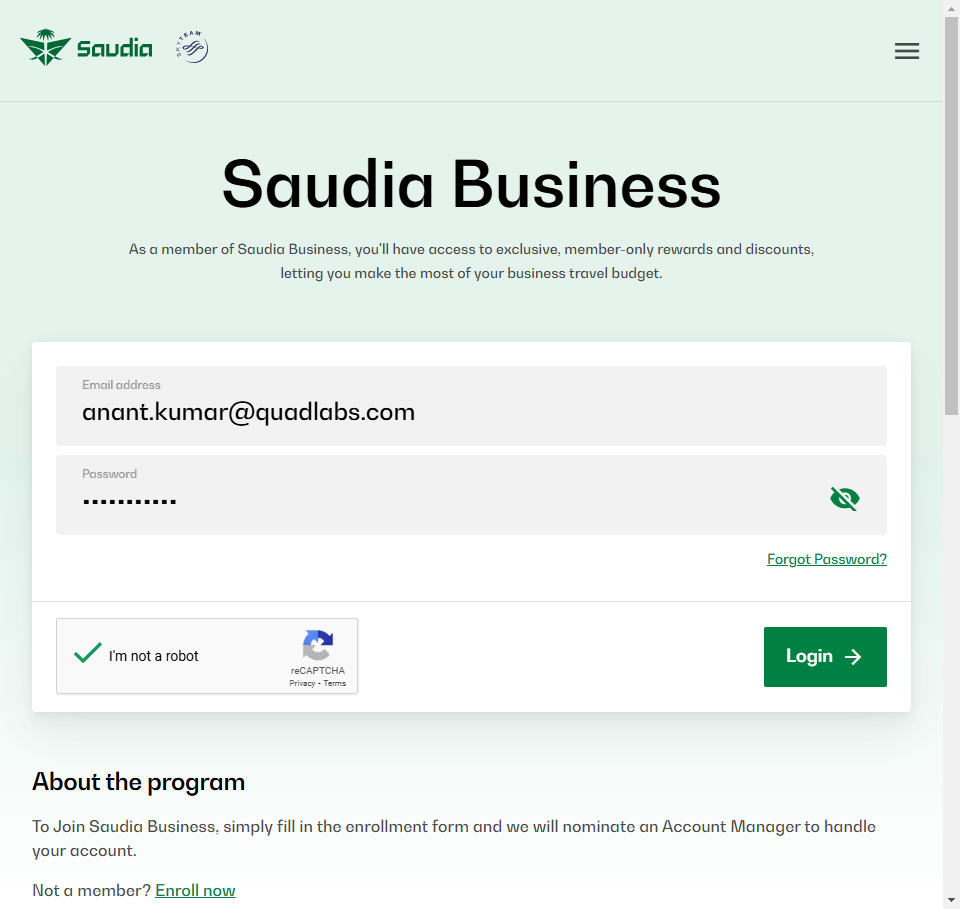 Saudia
SKYTEAM
Saudia Business
As a member of Saudia Business, you'll have access to exclusive, member-only rewards and discounts,
letting you make the most of your business travel budget.
Email address
anant.kumar@quadlabs.com
Password
Forgot Password?
I'm not a robot
reCAPTCHA
Privacy - Terms
Login
About the program
To Join Saudia Business, simply fill in the enrollment form and we will nominate an Account Manager to handle
your account.
Not a member? Enroll now